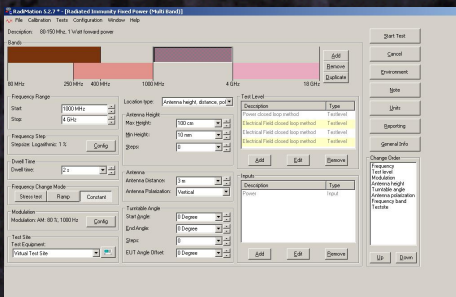 RadiMation 5.2.7 * - [Radiated Immunity Fixed Power (Multi Band)]
File Calibration Tests Configuration Window Help
Description: 80-150 Mhz, 1 Watt forward power
Bands
Add
Remove
Duplicate
80 MHz 250 MHz 400 MHz 1000 MHz 4 GHz 18 GHz
Start Test
Cancel
Environment
Note
Units
Reporting
General Info
Frequency Range
Start 1000 MHz
Stop 4 GHz
Frequency Step
Stepsize: Logarithmic 1 % Config
Dwell Time
Dwell time: 2 s
Frequency Change Mode
Stress test Ramp Constant
Modulation
Modulation: AM: 80 %, 1000 Hz Config
Test Site
Test Equipment:
Virtual Test Site
Location type: Antenna height, distance, pol
Antenna Height
Max Height: 100 cm
Min Height: 10 mm
Steps: 0
Antenna
Antenna Distance: 3 m
Antenna Polarization: Vertical
Turntable Angle
Start Angle: 0 Degree
End Angle: 0 Degree
Steps: 0
EUT Angle Offset: 0 Degree
Test Level
Description Type
Power closed loop method Testlevel
Electrical Field closed loop method Testlevel
Electrical Field closed loop method Testlevel
Electrical Field closed loop method Testlevel
Add Edit Remove
Inputs
Description Type
Power Input
Add Edit Remove
Change Order
Frequency
Test level
Modulation
Antenna height
Turntable angle
Antenna polarization
Frequency band
Testsite
Up Down